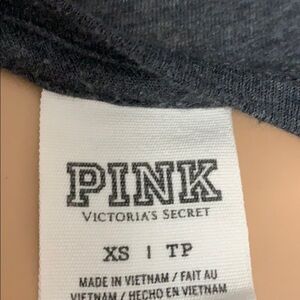 PINK
VICTORIA'S SECRET
XS | TP
MADE IN VIETNAM / FAIT AU
VIETNAM / HECHO EN VIETNAM